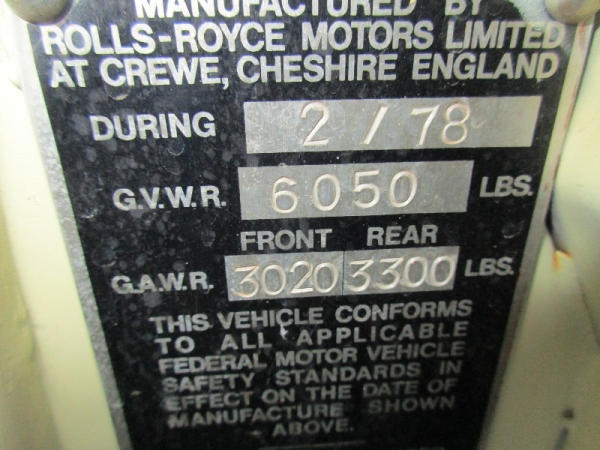 MANUFACTURED BY
ROLLS-ROYCE MOTORS LIMITED
AT CREWE, CHESHIRE ENGLAND
DURING 2 / 78
G.V.W.R. 6050 LBS.
FRONT REAR
G.A.W.R. 3020 3300 LBS.
THIS VEHICLE CONFORMS
TO ALL APPLICABLE
FEDERAL MOTOR VEHICLE
SAFETY STANDARDS IN
EFFECT ON THE DATE OF
MANUFACTURE SHOWN
ABOVE.